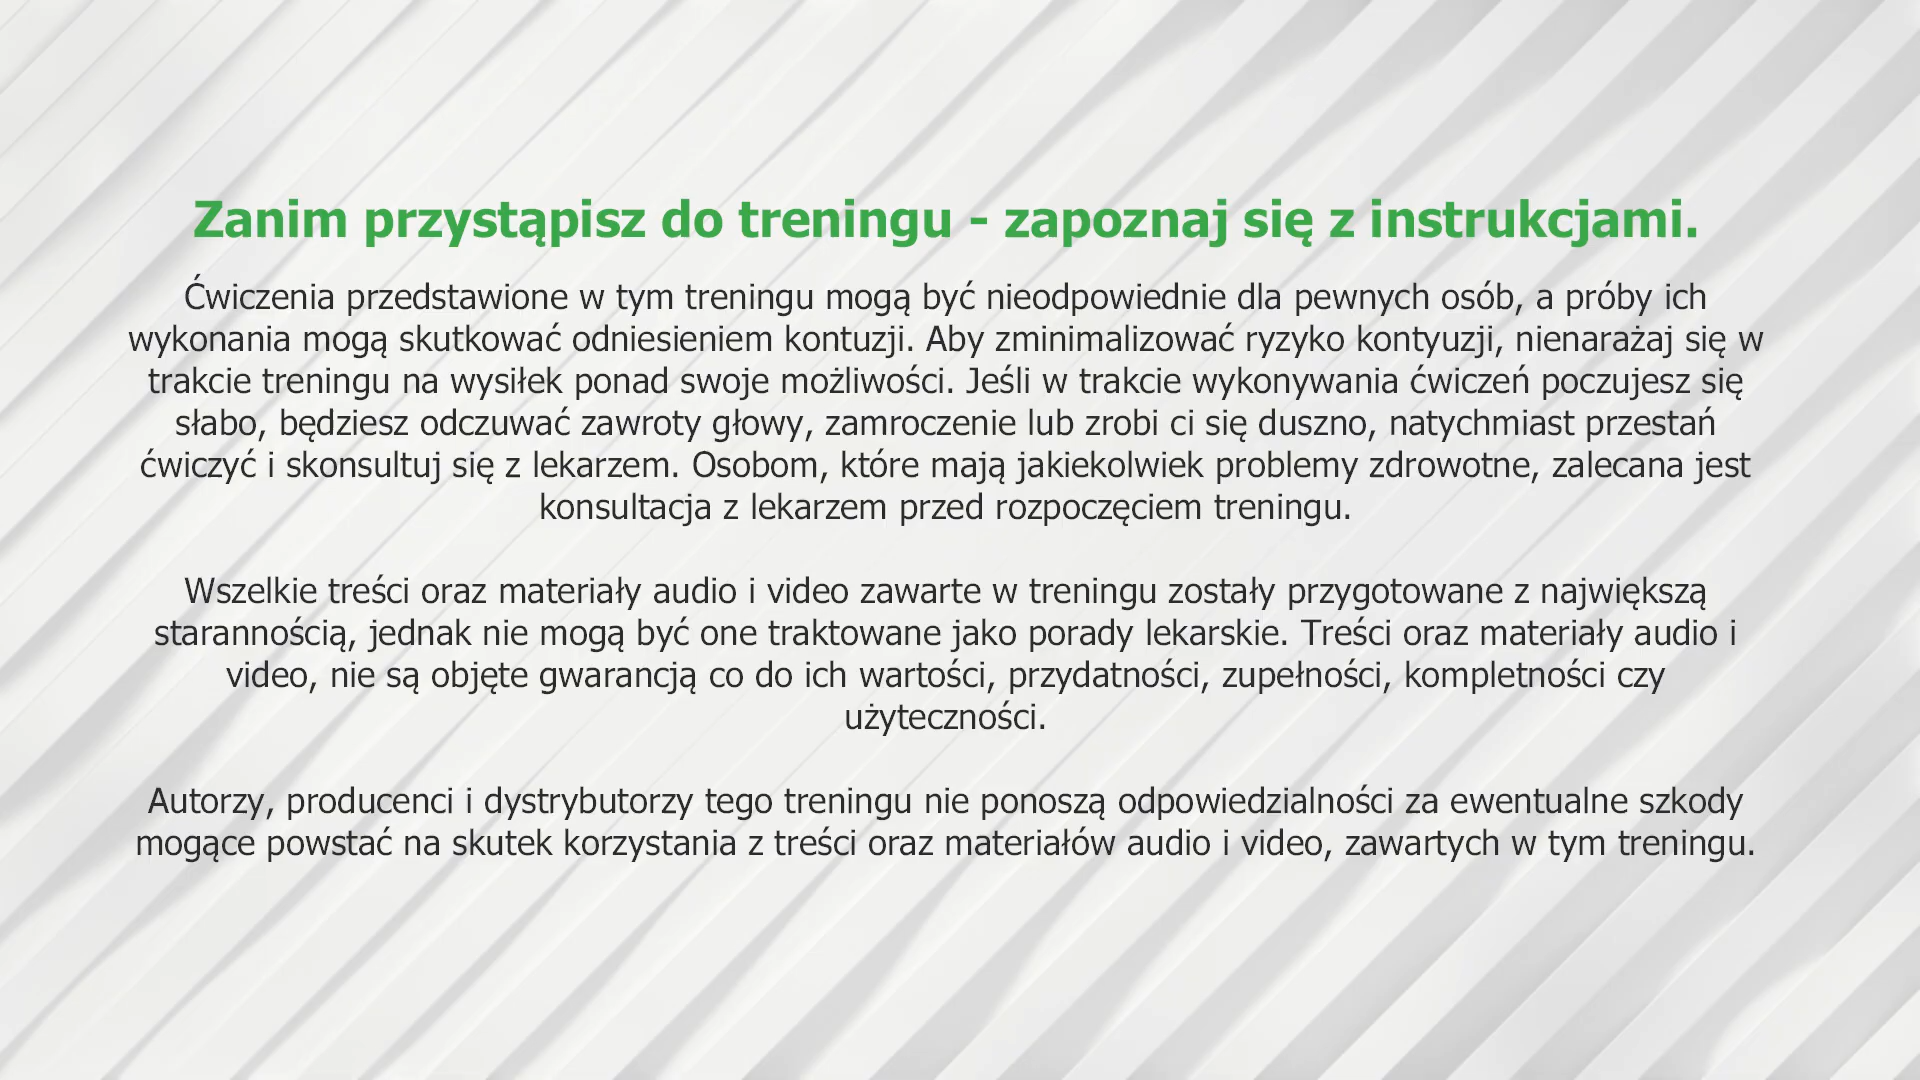 Zanim przystąpisz do treningu - zapoznaj się z instrukcjami.
Ćwiczenia przedstawione w tym treningu mogą być nieodpowiednie dla pewnych osób, a próby ich
wykonania mogą skutkować odniesieniem kontuzji. Aby zminimalizować ryzyko kontyuzji, nienarażaj się w
trakcie treningu na wysiłek ponad swoje możliwości. Jeśli w trakcie wykonywania ćwiczeń poczujesz się
słabo, będziesz odczuwać zawroty głowy, zamroczenie lub zrobi ci się duszno, natychmiast przestań
ćwiczyć i skonsultuj się z lekarzem. Osobom, które mają jakiekolwiek problemy zdrowotne, zalecana jest
konsultacja z lekarzem przed rozpoczęciem treningu.
Wszelkie treści oraz materiały audio i video zawarte w treningu zostały przygotowane z największą
starannością, jednak nie mogą być one traktowane jako porady lekarskie. Treści oraz materiały audio i
video, nie są objęte gwarancją co do ich wartości, przydatności, zupełności, kompletności czy
użyteczności.
Autorzy, producenci i dystrybutorzy tego treningu nie ponoszą odpowiedzialności za ewentualne szkody
mogące powstać na skutek korzystania z treści oraz materiałów audio i video, zawartych w tym treningu.